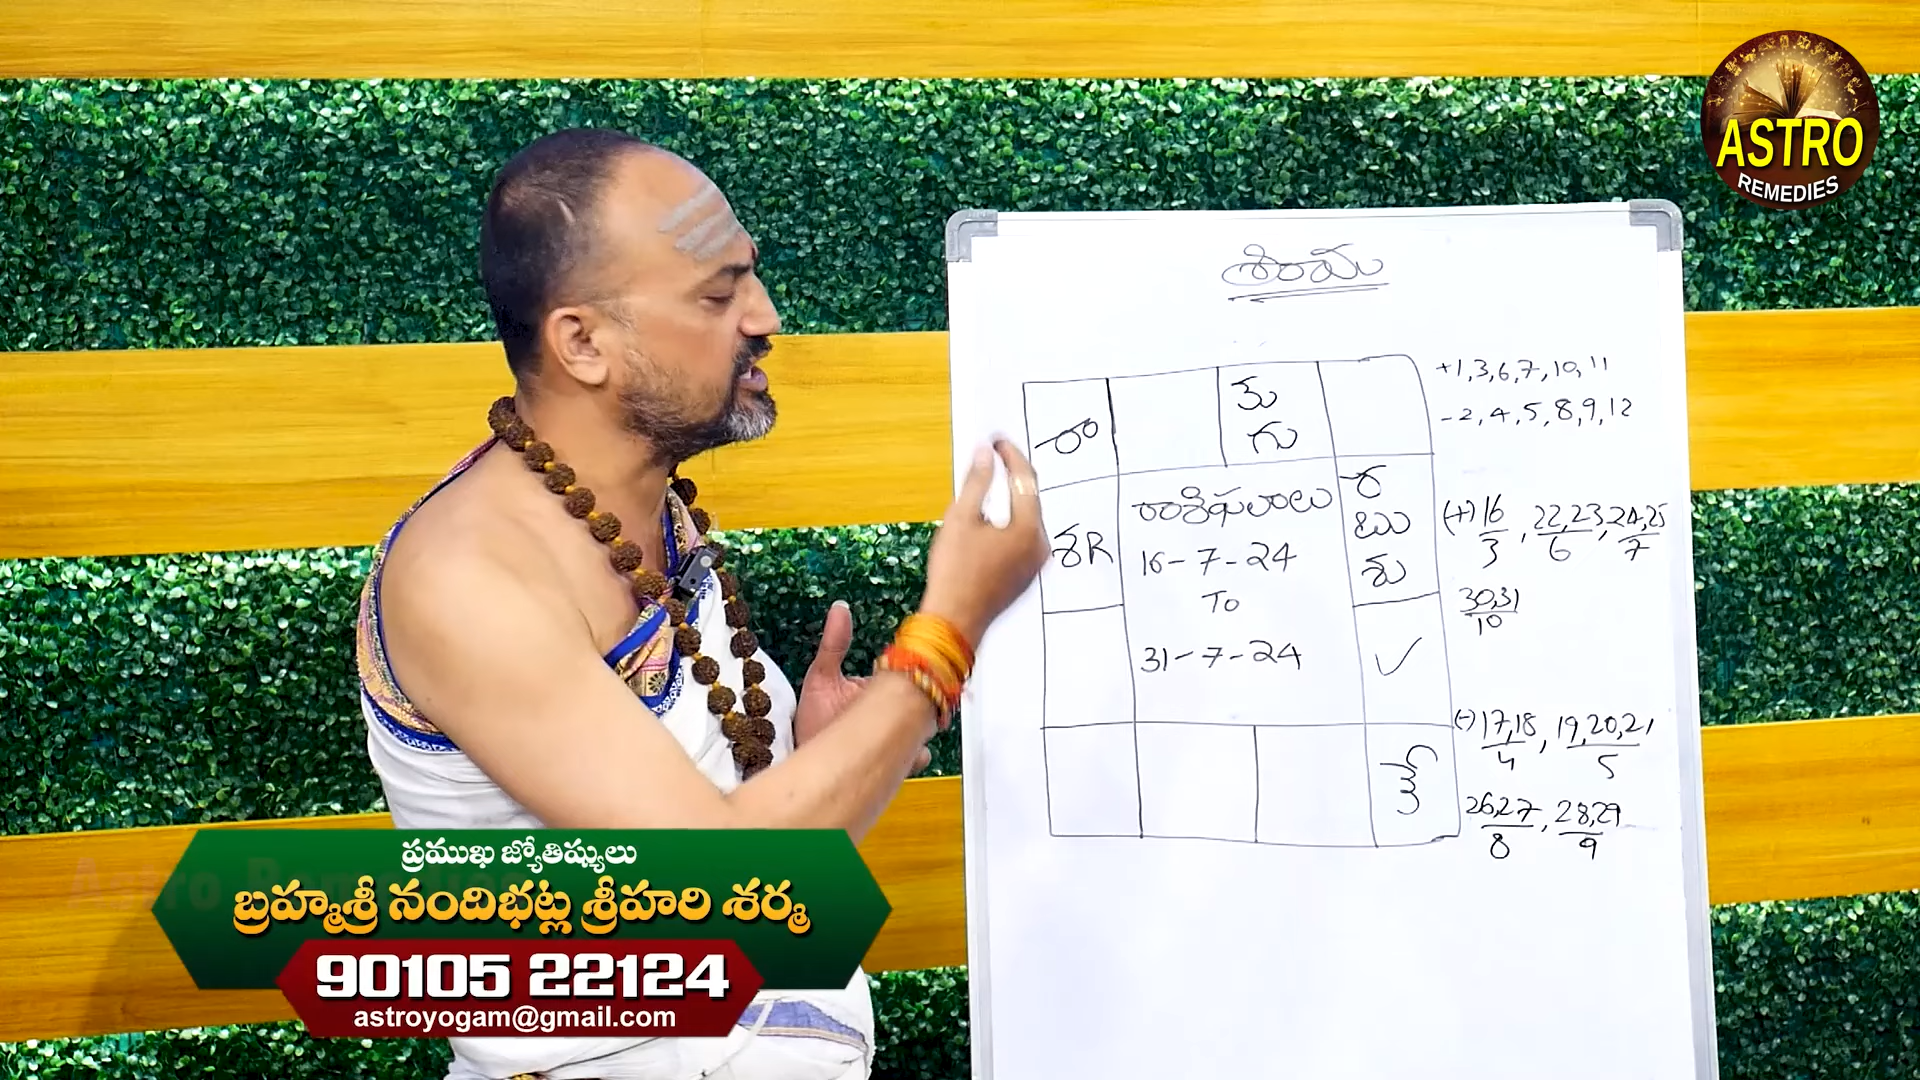 ASTRO
REMEDIES
శ్రీరామ
రా
కు
గు
+1,3,6,7,10,11
-2,4,5,8,9,12
శR
రాశిఫలాలు
16-7-24
To
31-7-24
ర
బు
శు
✓
కే
(+) 16/3, 22,23/6, 24,25/7
30,31/10
(-) 17,18/4, 19,20,21/5
26,27/8, 28,29/9
ప్రముఖ జ్యోతిష్యులు
బ్రహ్మశ్రీ నందిభట్ల శ్రీహరి శర్మ
90105 22124
astroyogam@gmail.com